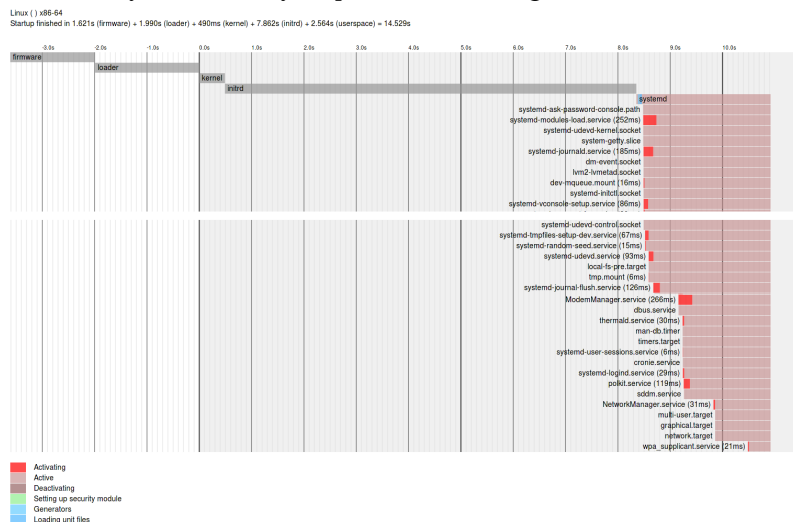 Linux ( ) x86-64
Startup finished in 1.621s (firmware) + 1.990s (loader) + 490ms (kernel) + 7.862s (initrd) + 2.564s (userspace) = 14.529s
-3.0s -2.0s -1.0s 0.0s 1.0s 2.0s 3.0s 4.0s 5.0s 6.0s 7.0s 8.0s 9.0s 10.0s
firmware
loader
kernel
initrd
systemd
systemd-ask-password-console.path
systemd-modules-load.service (252ms)
systemd-udevd-kernel.socket
system-getty.slice
systemd-journald.service (185ms)
dm-event.socket
lvm2-lvmetad.socket
dev-mqueue.mount (16ms)
systemd-initctl.socket
systemd-vconsole-setup.service (86ms)
systemd-udevd-control.socket
systemd-tmpfiles-setup-dev.service (67ms)
systemd-random-seed.service (15ms)
systemd-udevd.service (93ms)
local-fs-pre.target
tmp.mount (6ms)
systemd-journal-flush.service (126ms)
ModemManager.service (266ms)
dbus.service
thermald.service (30ms)
man-db.timer
timers.target
systemd-user-sessions.service (6ms)
cronie.service
systemd-logind.service (29ms)
polkit.service (119ms)
sddm.service
NetworkManager.service (31ms)
multi-user.target
graphical.target
network.target
wpa_supplicant.service (21ms)
Activating
Active
Deactivating
Setting up security module
Generators
Loading unit files